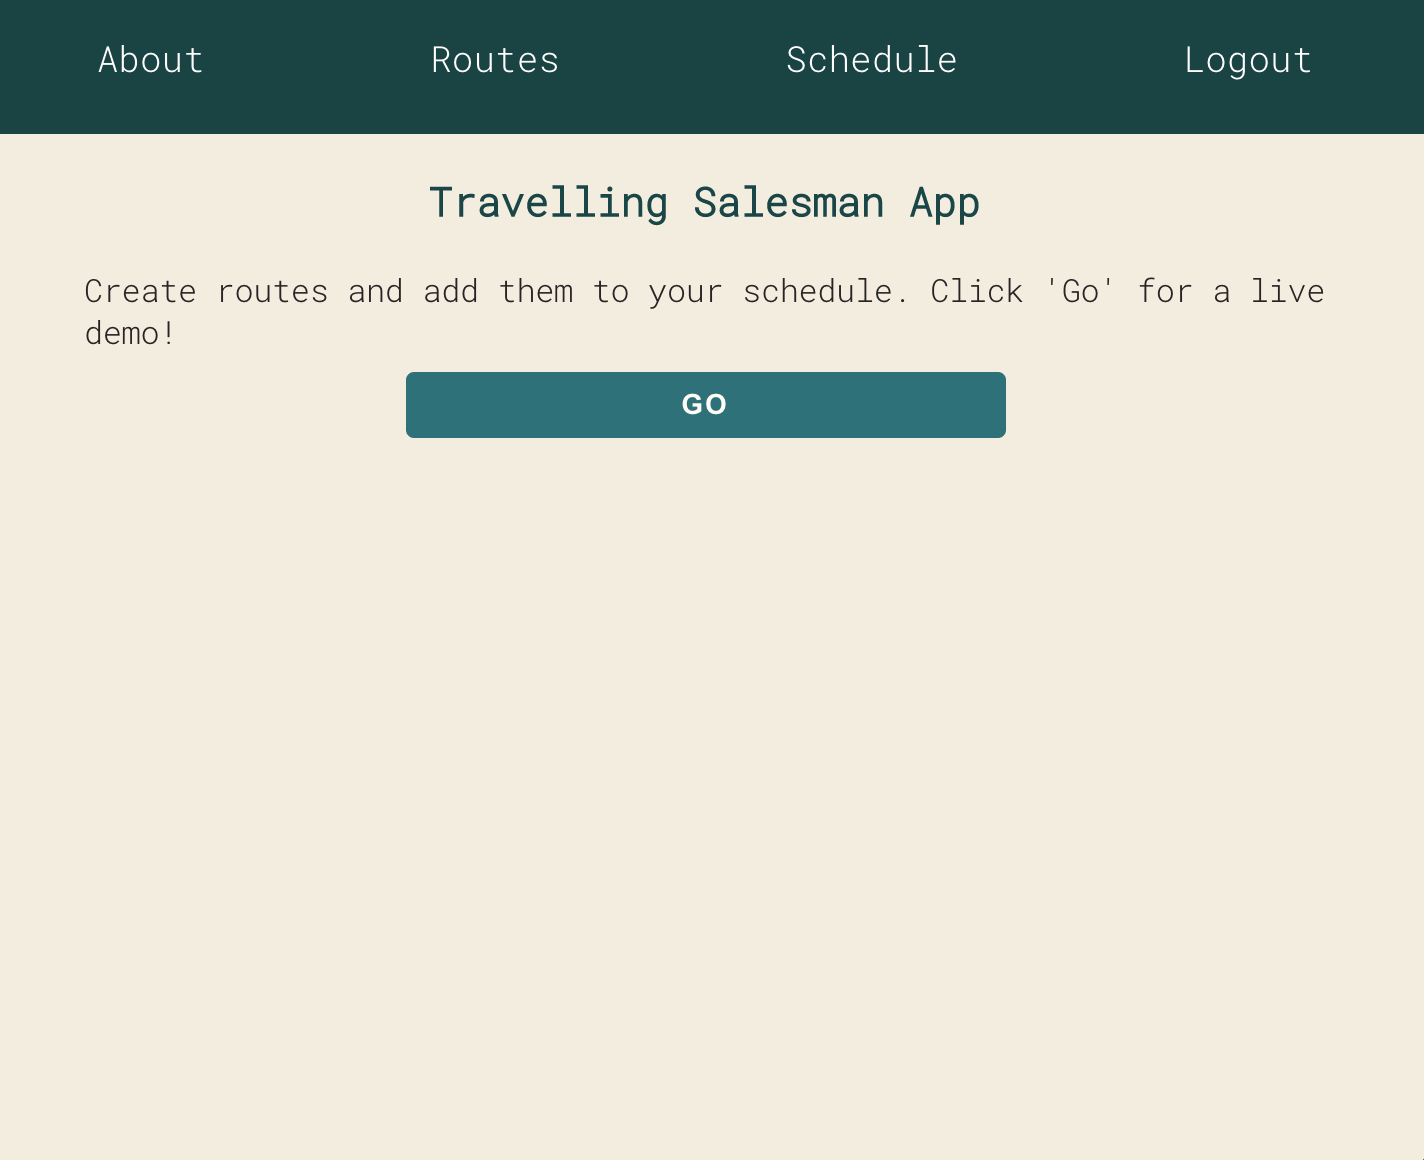 About Routes Schedule Logout
Travelling Salesman App
Create routes and add them to your schedule. Click 'Go' for a live
demo!
GO